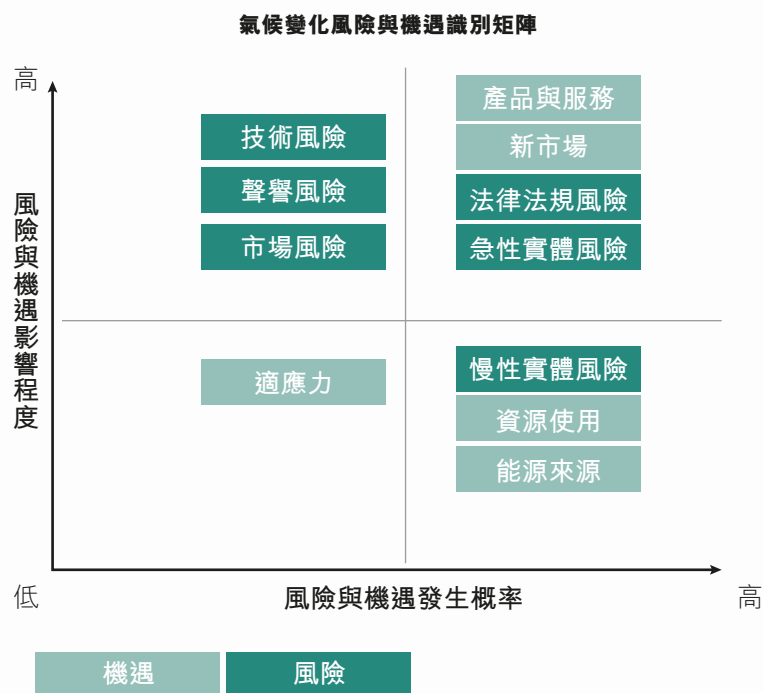 氣候變化風險與機遇識別矩陣
高
產品與服務
技術風險
新市場
聲譽風險
法律法規風險
市場風險
急性實體風險
風險與機遇影響程度
慢性實體風險
適應力
資源使用
能源來源
低
風險與機遇發生概率
高
機遇
風險